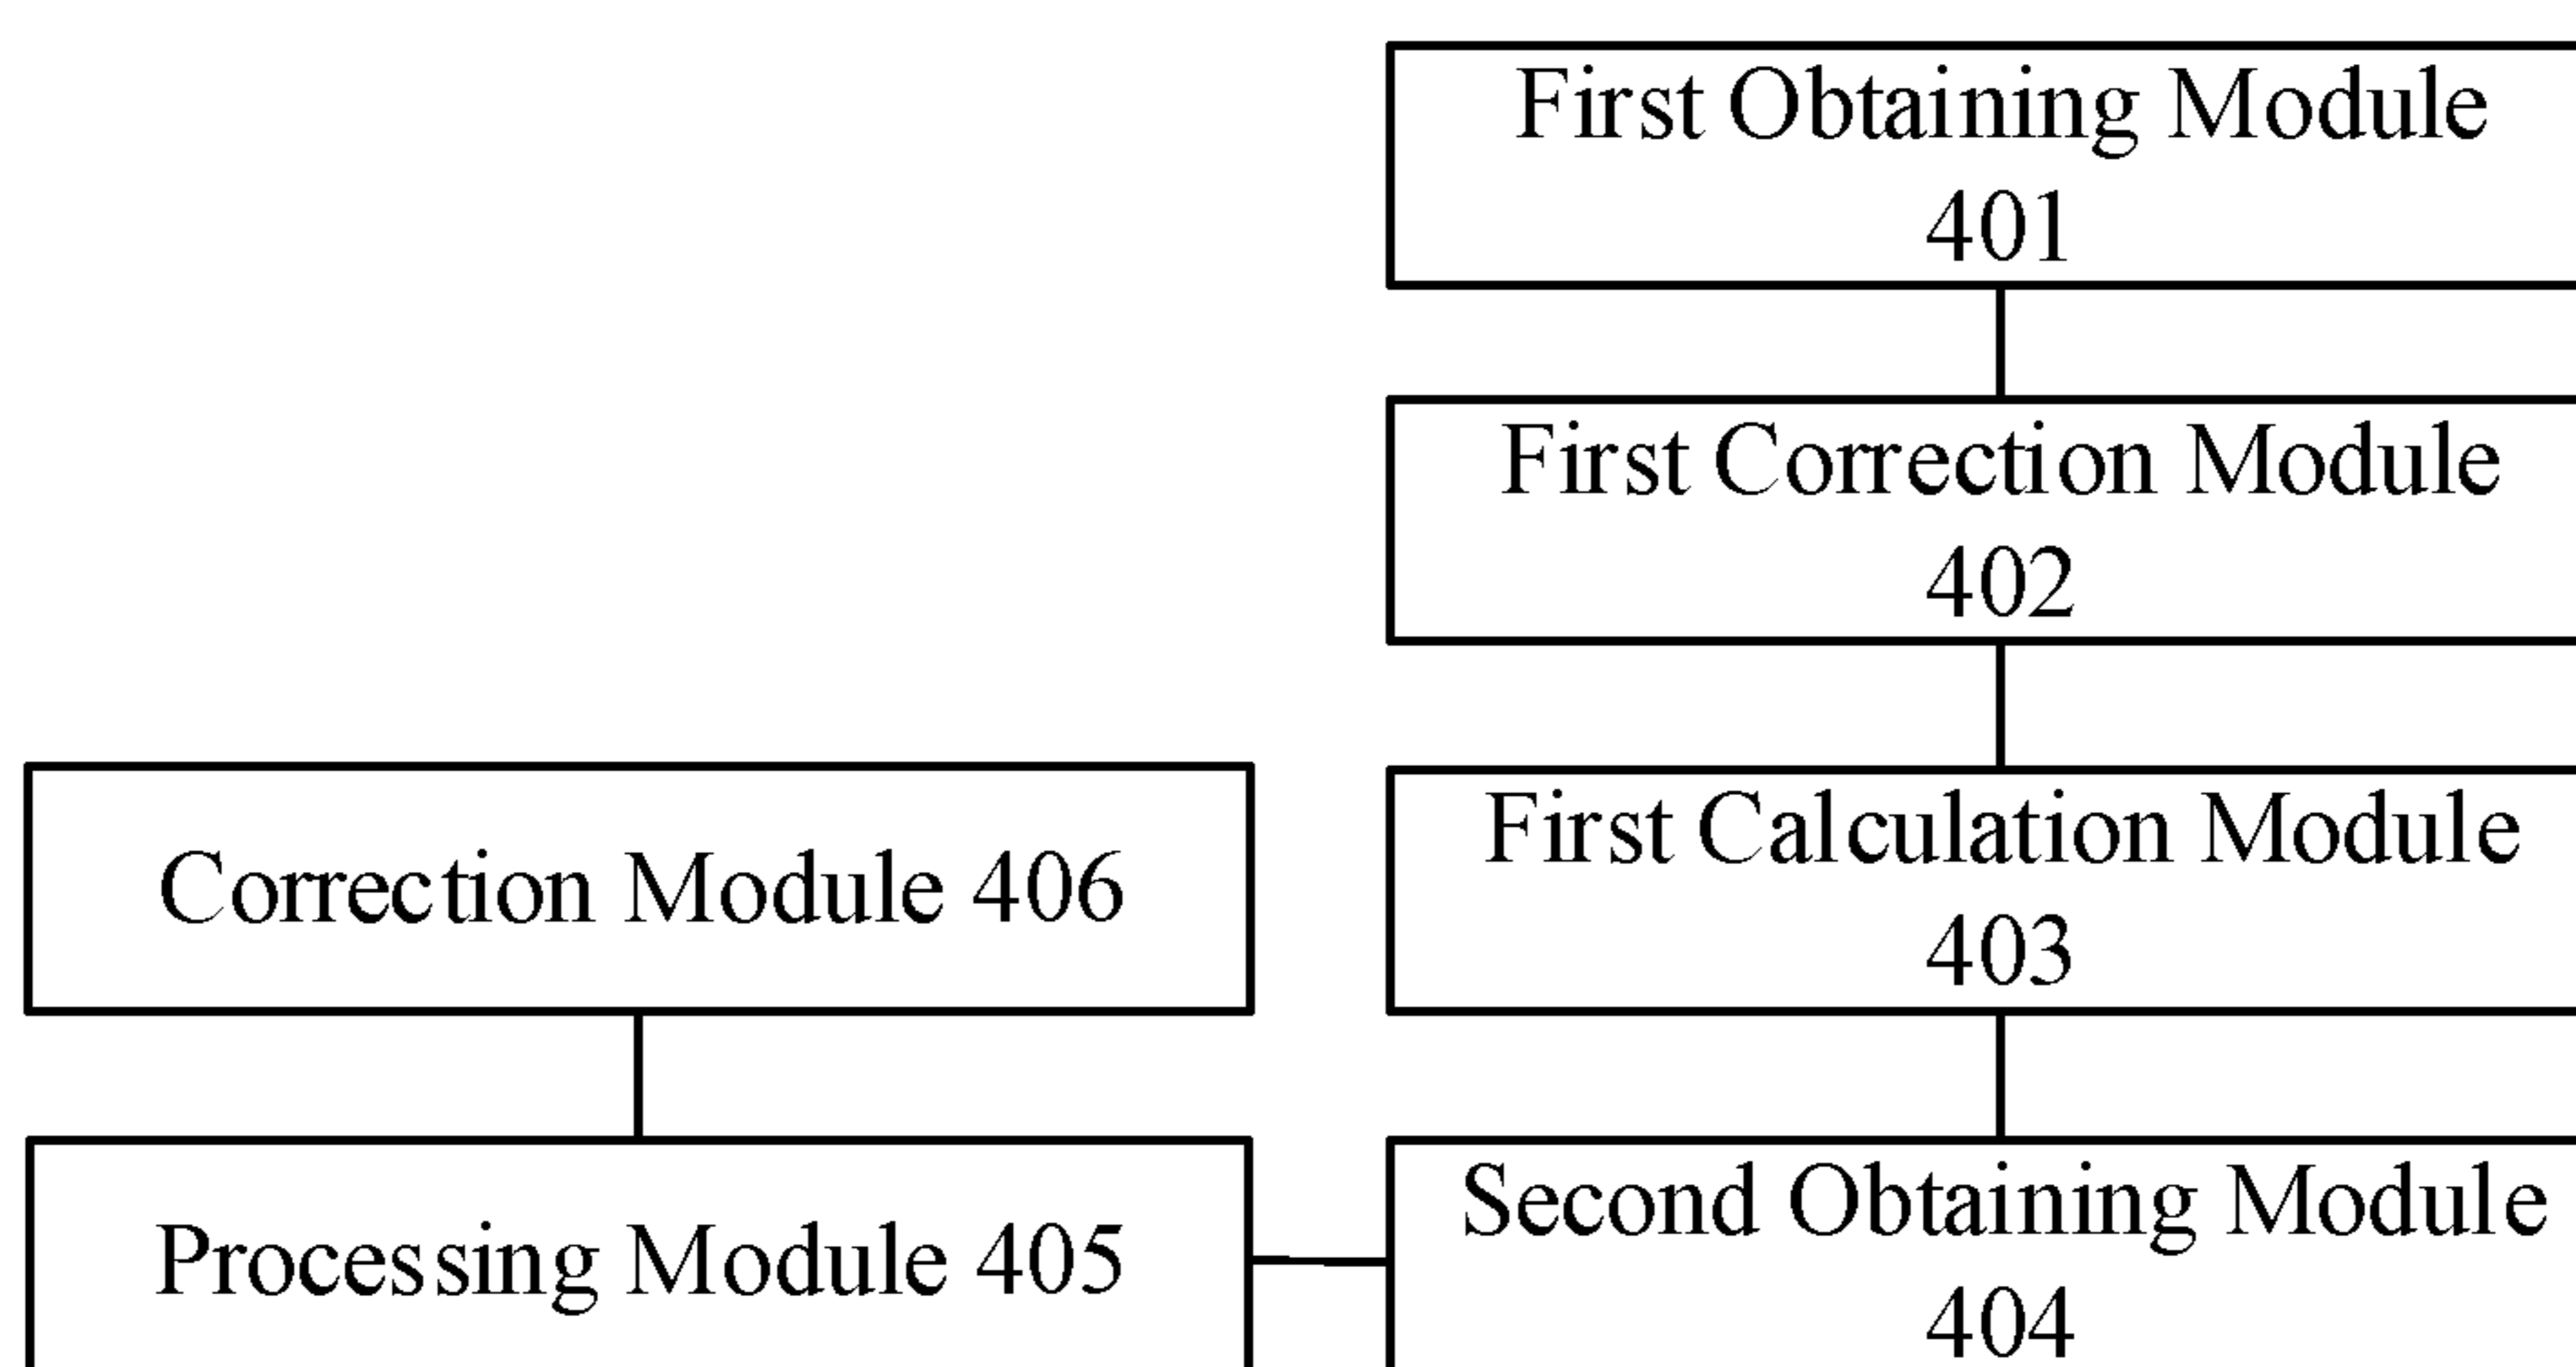 First Obtaining Module
401
First Correction Module
402
First Calculation Module
403
Correction Module 406
Second Obtaining Module
404
Processing Module 405